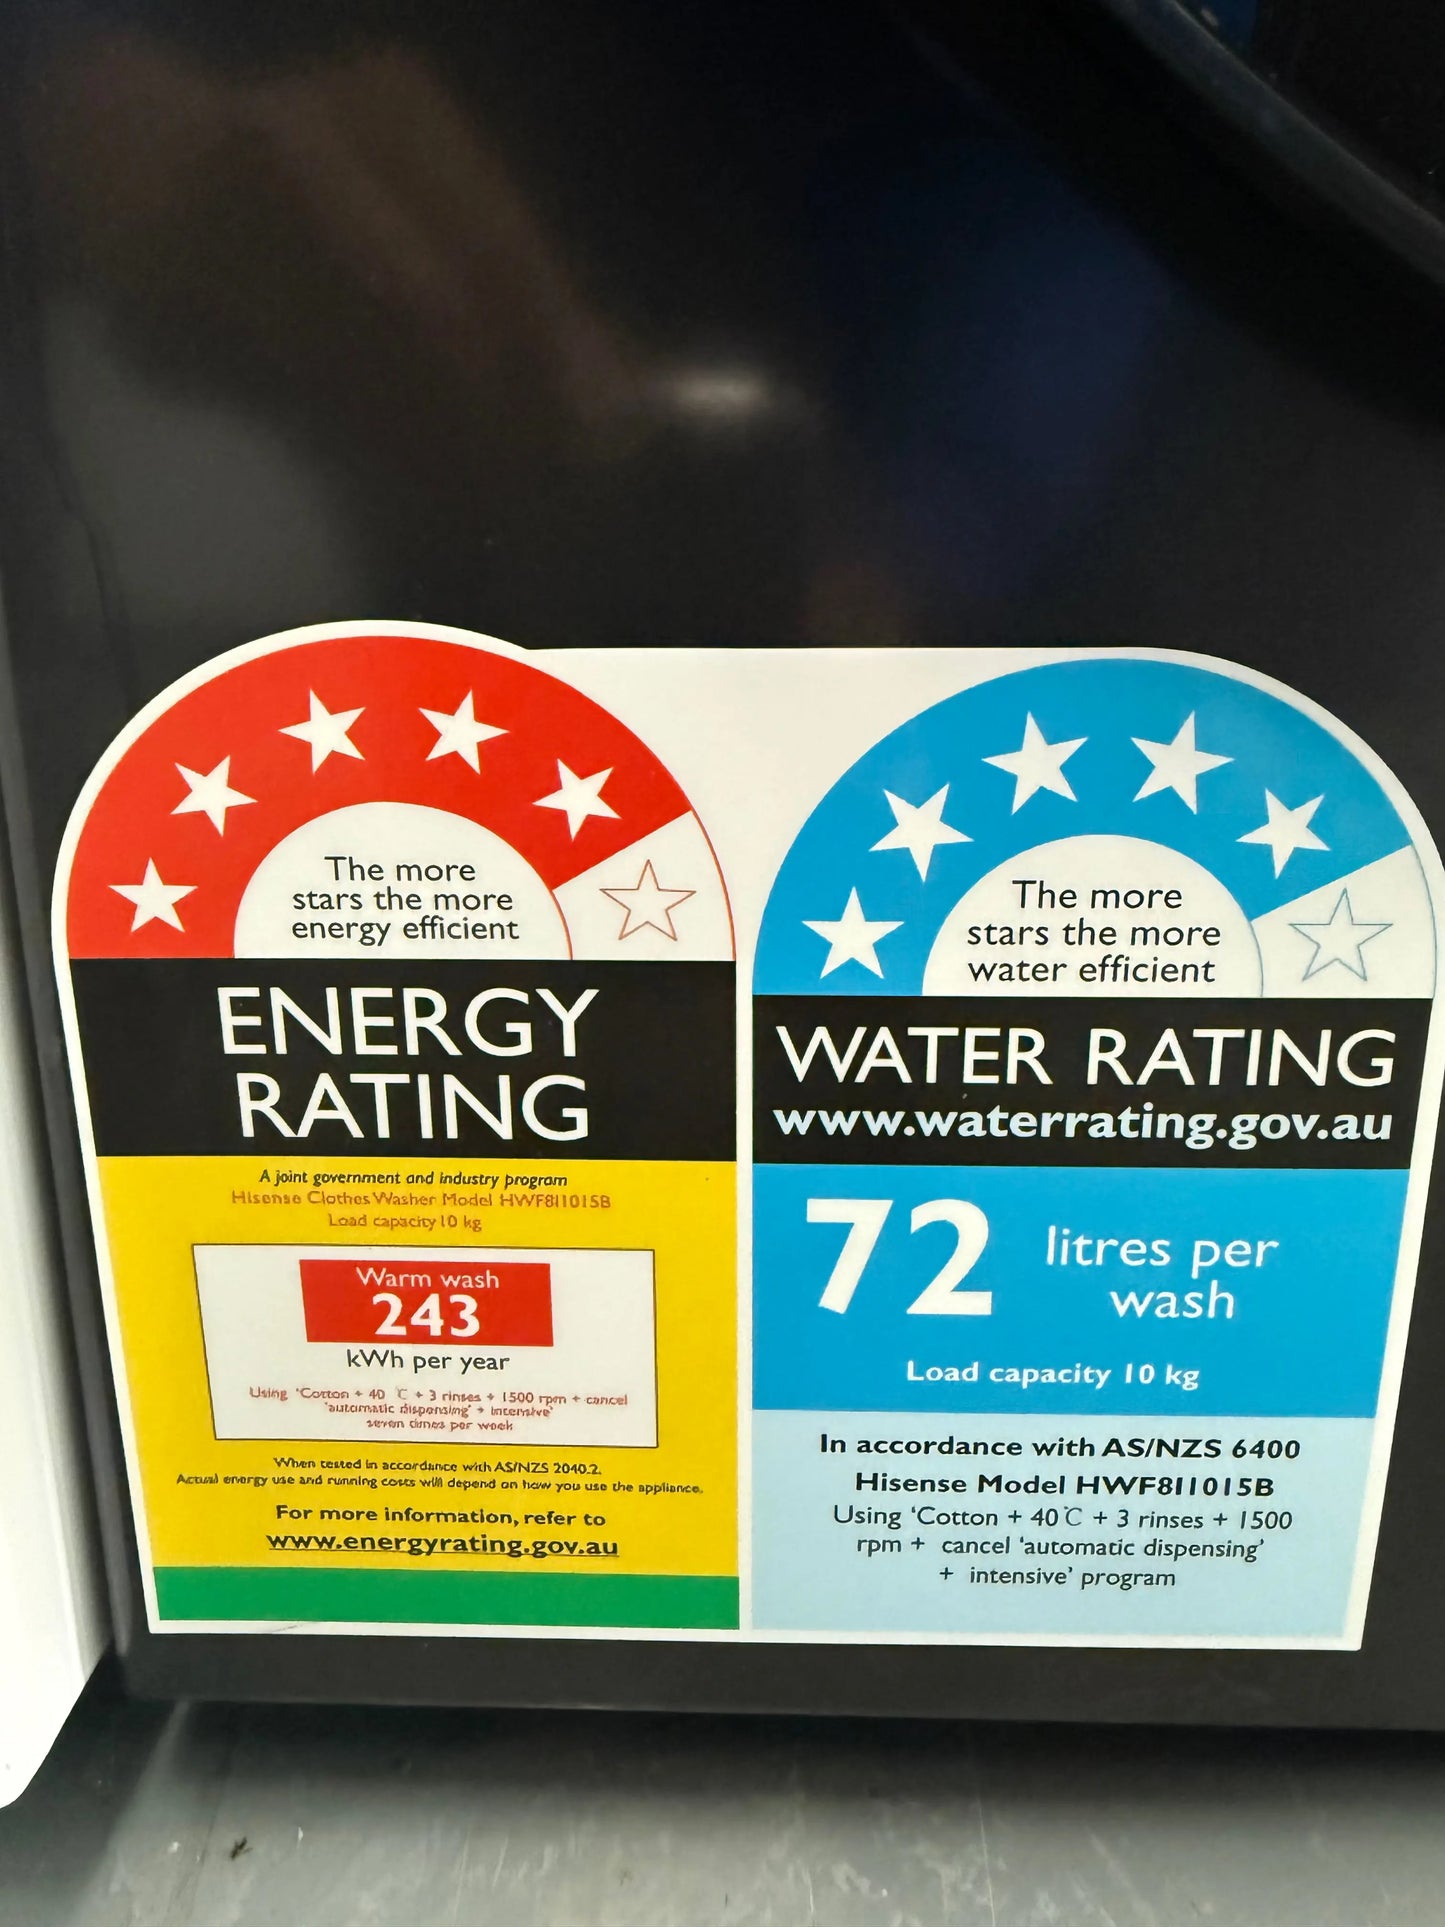 The more
stars the more
energy efficient
ENERGY
RATING
A joint government and industry program
Hisense Clothes Washer Model HWF8I1015B
Load capacity 10 kg
Warm wash
243
kWh per year
Using 'Cotton + 40 ℃ + 3 rinses + 1500 rpm + cancel
'automatic dispensing' + intensive'
seven times per week
When tested in accordance with AS/NZS 2040.2.
Actual energy use and running costs will depend on how you use the appliance.
For more information, refer to
www.energyrating.gov.au
The more
stars the more
water efficient
WATER RATING
www.waterrating.gov.au
72 litres per
wash
Load capacity 10 kg
In accordance with AS/NZS 6400
Hisense Model HWF8I1015B
Using 'Cotton + 40℃ + 3 rinses + 1500
rpm + cancel 'automatic dispensing'
+ intensive' program